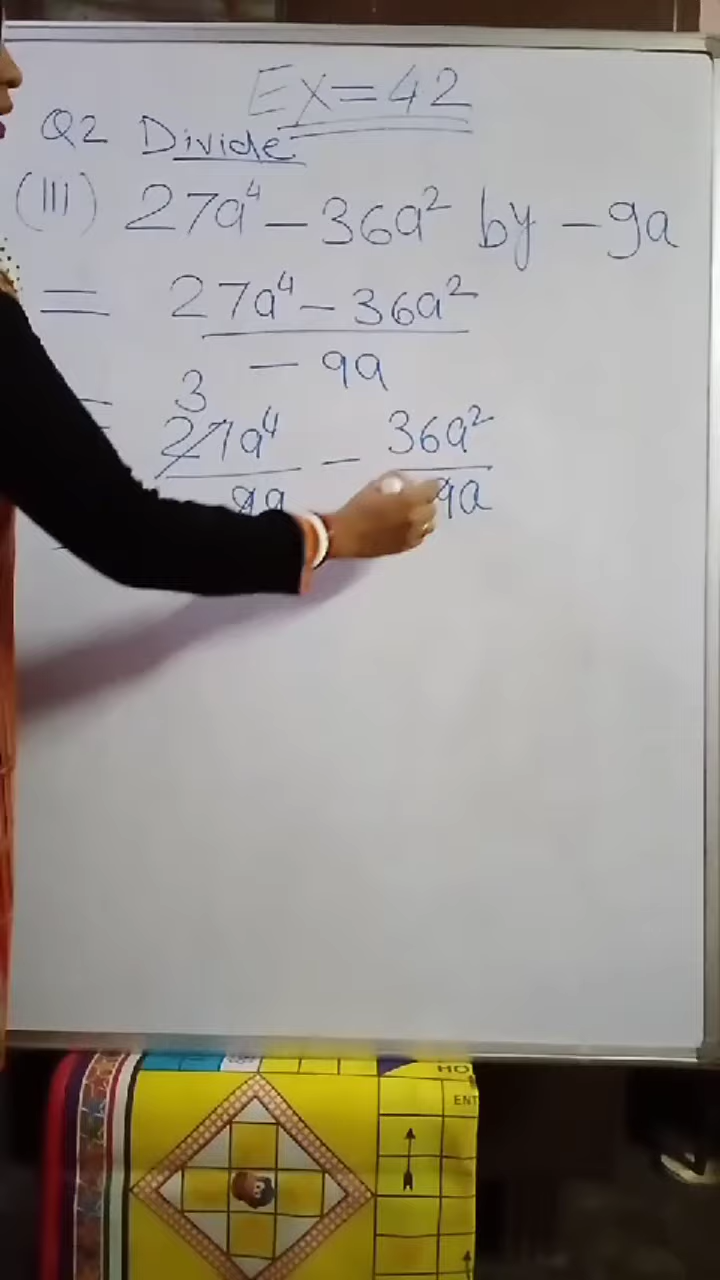 Ex=42
Q2 Divide
(III) 27a⁴ - 36a² by - 9a
= 27a⁴ - 36a²
- 9a
3
= 27a⁴ - 36a²
9a 9a
HO
ENT